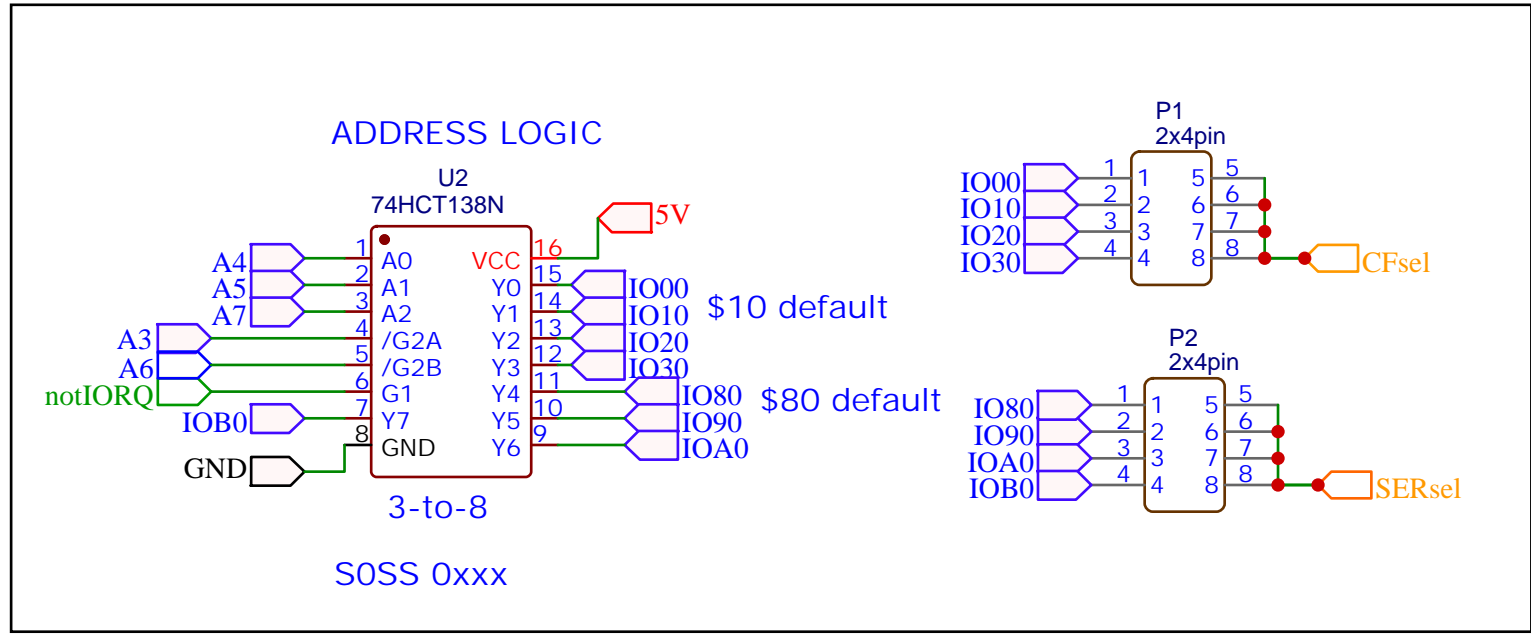 ADDRESS LOGIC
U2
74HCT138N
A4 1 A0
A5 2 A1
A7 3 A2
A3 4 /G2A
A6 5 /G2B
notIORQ 6 G1
IOB0 7 Y7
GND 8 GND
VCC 16 5V
Y0 15 IO00
Y1 14 IO10
$10 default
Y2 13 IO20
Y3 12 IO30
Y4 11 IO80
$80 default
Y5 10 IO90
Y6 9 IOA0
3-to-8
S0SS 0xxx
P1
2x4pin
IO00 1 1 5 5
IO10 2 2 6 6
IO20 3 3 7 7
IO30 4 4 8 8 CFsel
P2
2x4pin
IO80 1 1 5 5
IO90 2 2 6 6
IOA0 3 3 7 7
IOB0 4 4 8 8 SERsel